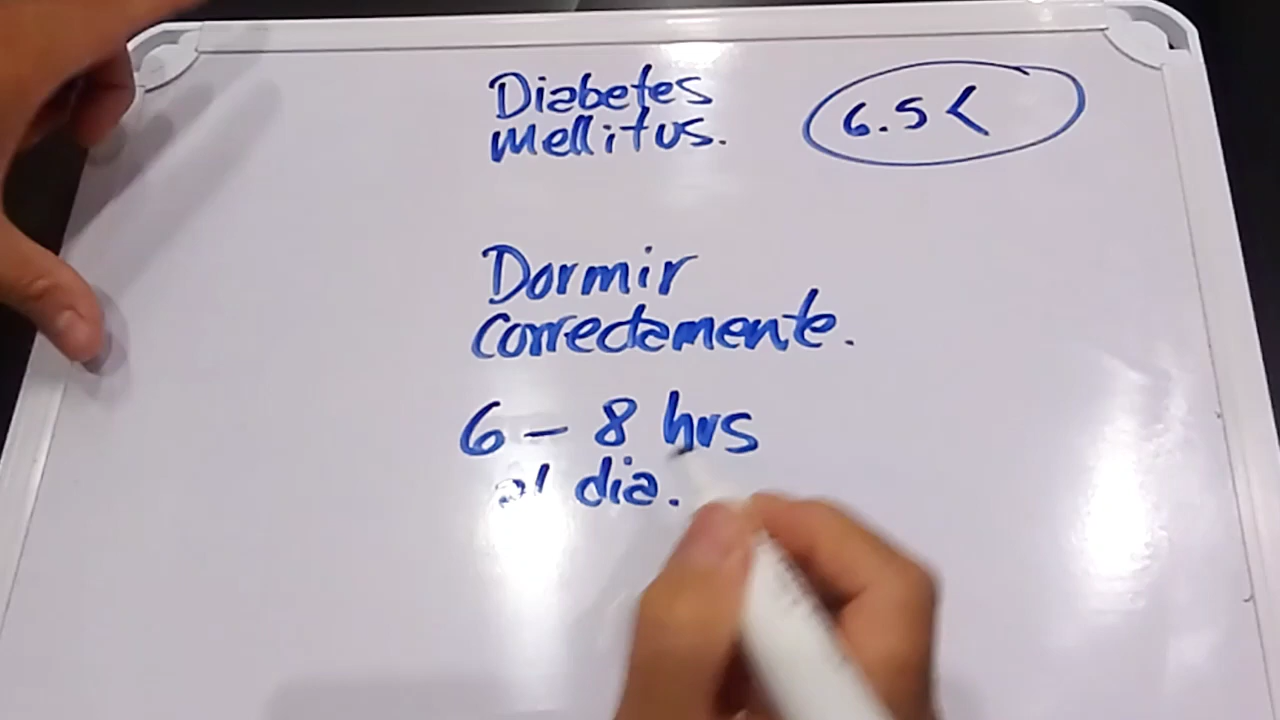 Diabetes
mellitus.
6.5 <
Dormir
correctamente.
6 – 8 hrs
al dia.